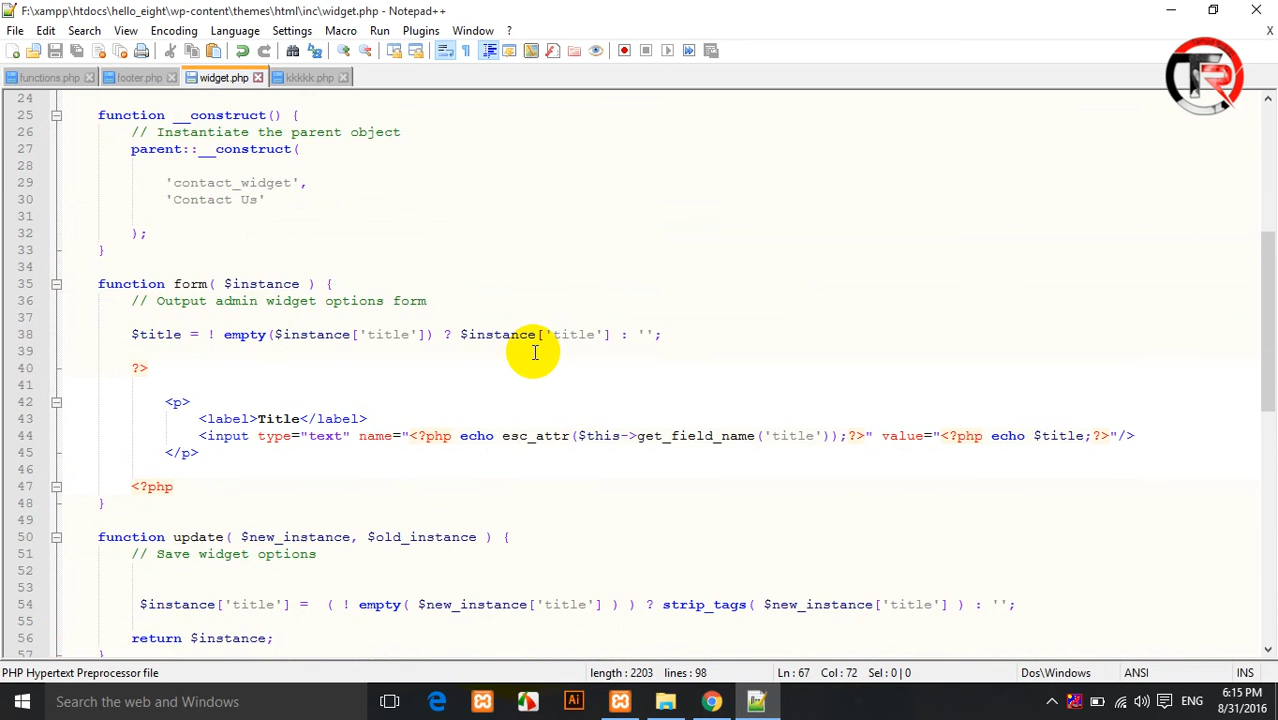 F:\xampp\htdocs\hello_eight\wp-content\themes\html\inc\widget.php - Notepad++
File Edit Search View Encoding Language Settings Macro Run Plugins Window ? X
functions.php footer.php widget.php kkkkk.php
TR
24
25 function __construct() {
26 // Instantiate the parent object
27 parent::__construct(
28
29 'contact_widget',
30 'Contact Us'
31
32 );
33 }
34
35 function form( $instance ) {
36 // Output admin widget options form
37
38 $title = ! empty($instance['title']) ? $instance['title'] : '';
39
40 ?>
41
42 <p>
43 <label>Title</label>
44 <input type="text" name="<?php echo esc_attr($this->get_field_name('title'));?>" value="<?php echo $title;?>"/>
45 </p>
46
47 <?php
48 }
49
50 function update( $new_instance, $old_instance ) {
51 // Save widget options
52
53
54 $instance['title'] = ( ! empty( $new_instance['title'] ) ) ? strip_tags( $new_instance['title'] ) : '';
55
56 return $instance;
57 }
PHP Hypertext Preprocessor file length : 2203 lines : 98 Ln : 67 Col : 72 Sel : 0 | 0 Dos\Windows ANSI INS
Search the web and Windows
6:15 PM
8/31/2016